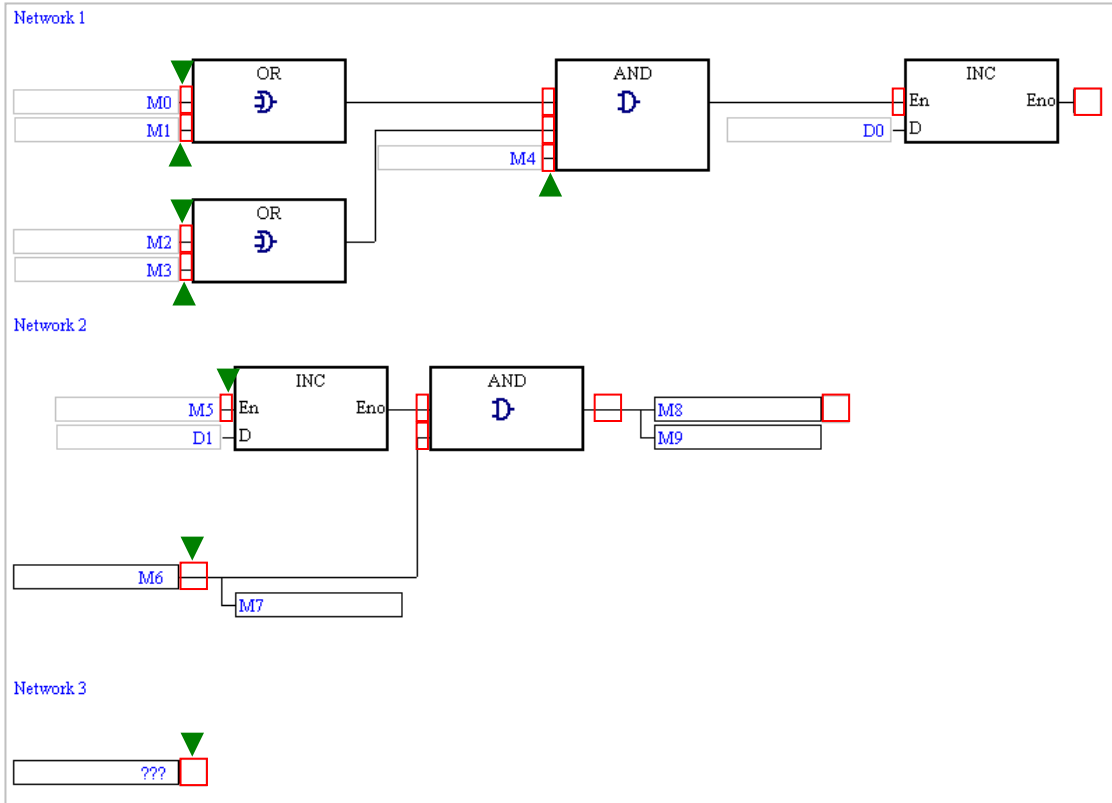 Network 1
OR
AND
INC
M0
En
Eno
M1
D0
D
M4
OR
M2
M3
Network 2
INC
AND
M5
En
Eno
M8
D1
D
M9
M6
M7
Network 3
???